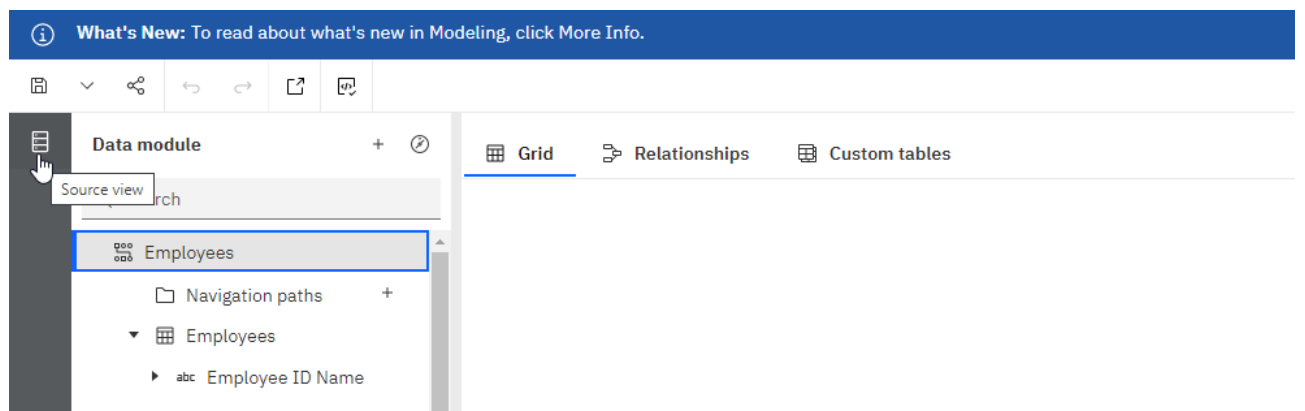 What's New: To read about what's new in Modeling, click More Info.
Data module
Grid
Relationships
Custom tables
Source view
rch
Employees
Navigation paths
Employees
abc Employee ID Name